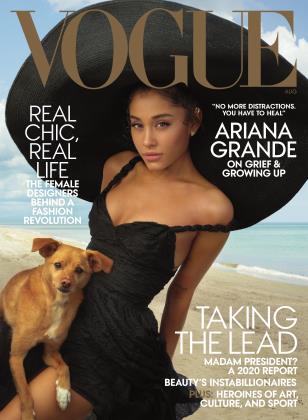 VOGUE
AUG
REAL
CHIC,
REAL
LIFE
THE FEMALE
DESIGNERS
BEHIND A
FASHION
REVOLUTION
"NO MORE DISTRACTIONS.
YOU HAVE TO HEAL"
ARIANA
GRANDE
ON GRIEF &
GROWING UP
TAKING
THE LEAD
MADAM PRESIDENT?
A 2020 REPORT
BEAUTY'S INSTABILLIONAIRES
PLUS: HEROINES OF ART,
CULTURE, AND SPORT